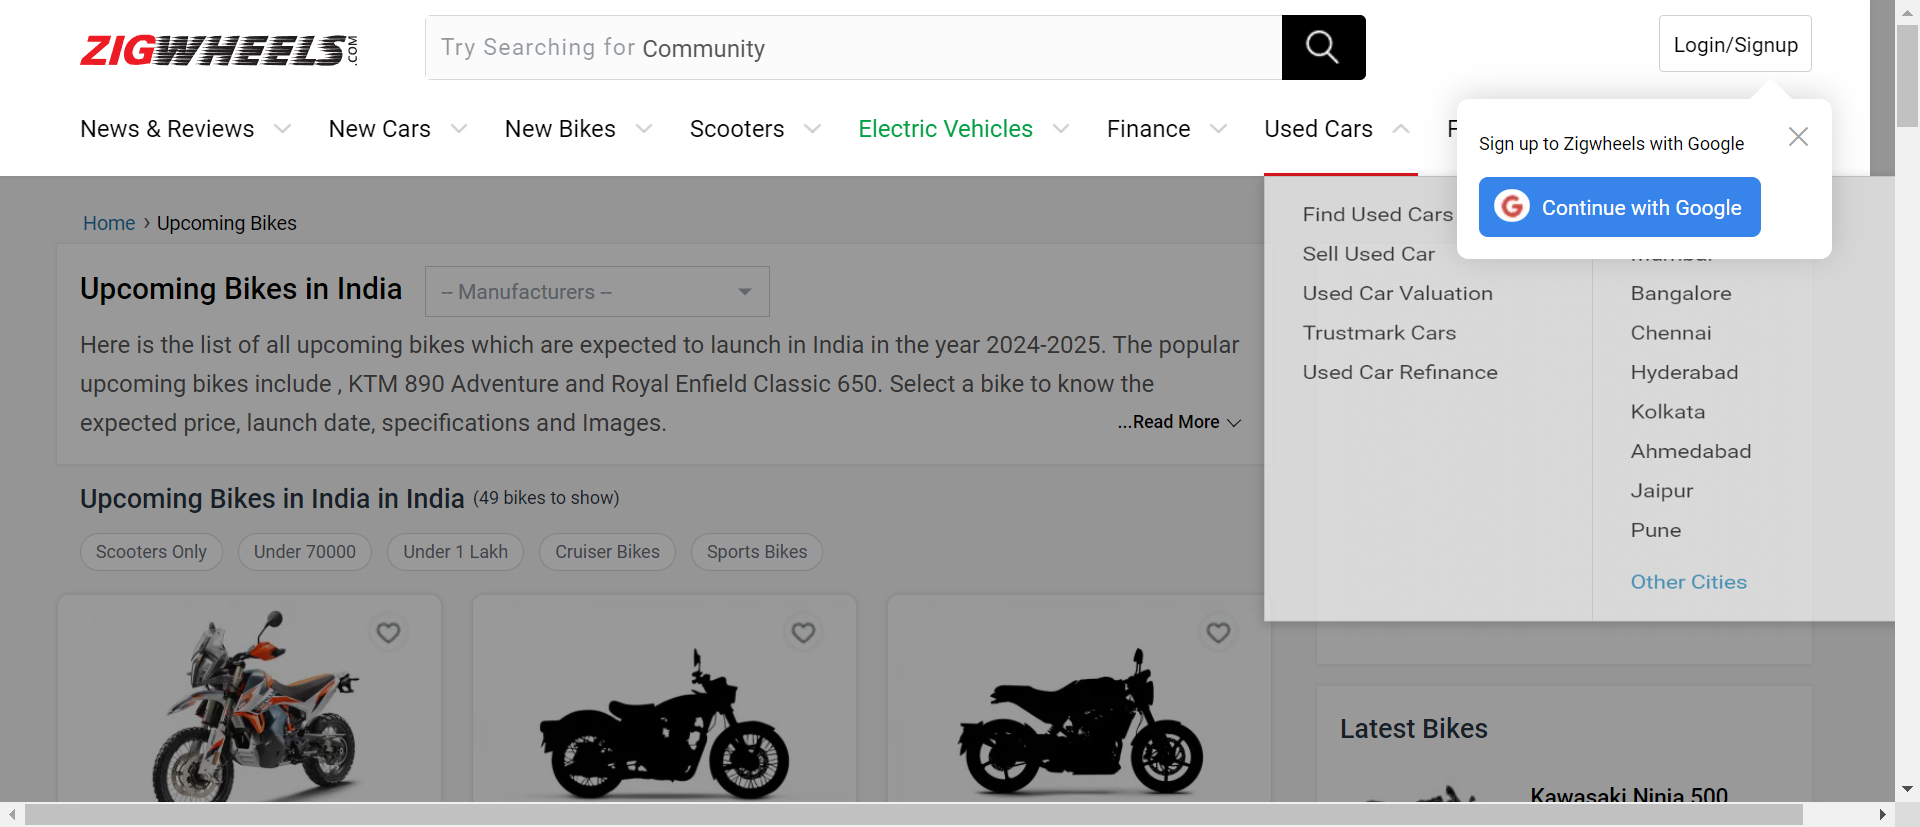 ZIGWHEELS.COM
Try Searching for Community
Login/Signup
News & Reviews
New Cars
New Bikes
Scooters
Electric Vehicles
Finance
Used Cars
Sign up to Zigwheels with Google
Continue with Google
Home › Upcoming Bikes
Upcoming Bikes in India
-- Manufacturers --
Here is the list of all upcoming bikes which are expected to launch in India in the year 2024-2025. The popular
upcoming bikes include , KTM 890 Adventure and Royal Enfield Classic 650. Select a bike to know the
expected price, launch date, specifications and Images.
...Read More
Find Used Cars
Sell Used Car
Used Car Valuation
Trustmark Cars
Used Car Refinance
Bangalore
Chennai
Hyderabad
Kolkata
Ahmedabad
Jaipur
Pune
Other Cities
Upcoming Bikes in India in India (49 bikes to show)
Scooters Only
Under 70000
Under 1 Lakh
Cruiser Bikes
Sports Bikes
Latest Bikes
Kawasaki Ninja 500